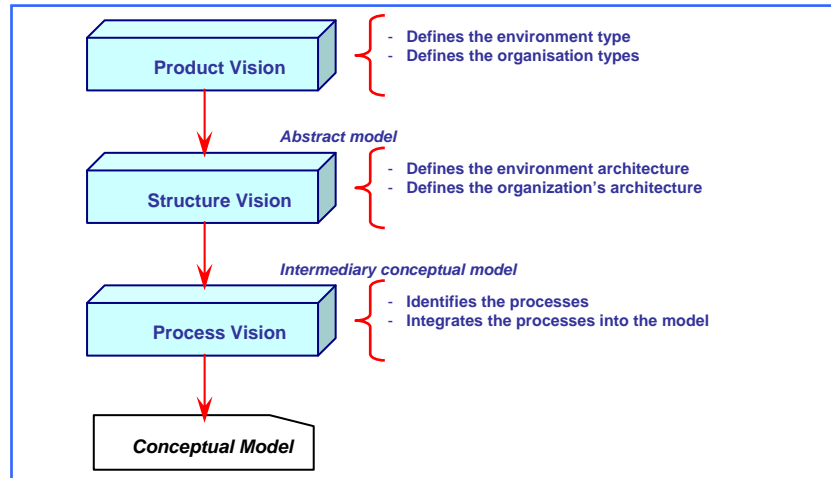 Product Vision
- Defines the environment type
- Defines the organisation types
Abstract model
Structure Vision
- Defines the environment architecture
- Defines the organization's architecture
Intermediary conceptual model
Process Vision
- Identifies the processes
- Integrates the processes into the model
Conceptual Model